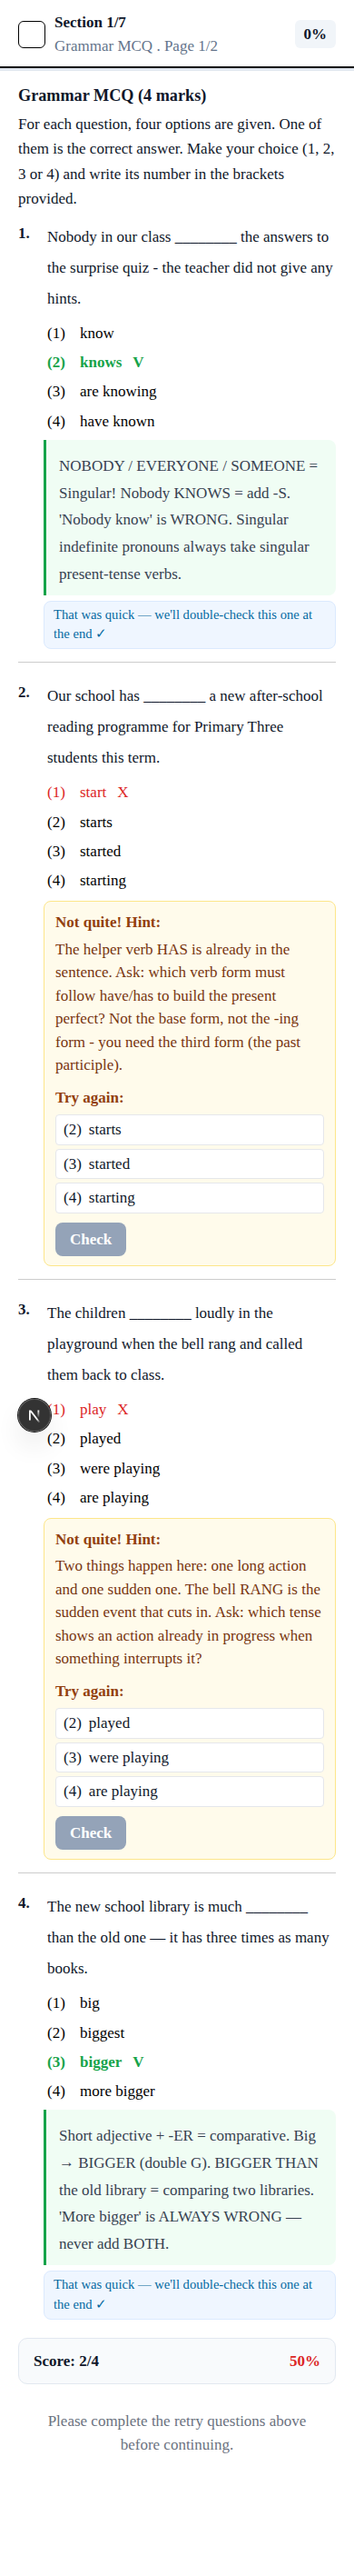 Section 1/7
Grammar MCQ . Page 1/2
0%
Grammar MCQ (4 marks)
For each question, four options are given. One of
them is the correct answer. Make your choice (1, 2,
3 or 4) and write its number in the brackets
provided.
1. Nobody in our class ________ the answers to
the surprise quiz - the teacher did not give any
hints.
(1) know
(2) knows V
(3) are knowing
(4) have known
NOBODY / EVERYONE / SOMEONE =
Singular! Nobody KNOWS = add -S.
'Nobody know' is WRONG. Singular
indefinite pronouns always take singular
present-tense verbs.
That was quick — we'll double-check this one at
the end ✓
2. Our school has ________ a new after-school
reading programme for Primary Three
students this term.
(1) start X
(2) starts
(3) started
(4) starting
Not quite! Hint:
The helper verb HAS is already in the
sentence. Ask: which verb form must
follow have/has to build the present
perfect? Not the base form, not the -ing
form - you need the third form (the past
participle).
Try again:
(2) starts
(3) started
(4) starting
Check
3. The children ________ loudly in the
playground when the bell rang and called
them back to class.
(1) play X
(2) played
(3) were playing
(4) are playing
Not quite! Hint:
Two things happen here: one long action
and one sudden one. The bell RANG is the
sudden event that cuts in. Ask: which tense
shows an action already in progress when
something interrupts it?
Try again:
(2) played
(3) were playing
(4) are playing
Check
4. The new school library is much ________
than the old one — it has three times as many
books.
(1) big
(2) biggest
(3) bigger V
(4) more bigger
Short adjective + -ER = comparative. Big
→ BIGGER (double G). BIGGER THAN
the old library = comparing two libraries.
'More bigger' is ALWAYS WRONG —
never add BOTH.
That was quick — we'll double-check this one at
the end ✓
Score: 2/4
50%
Please complete the retry questions above
before continuing.